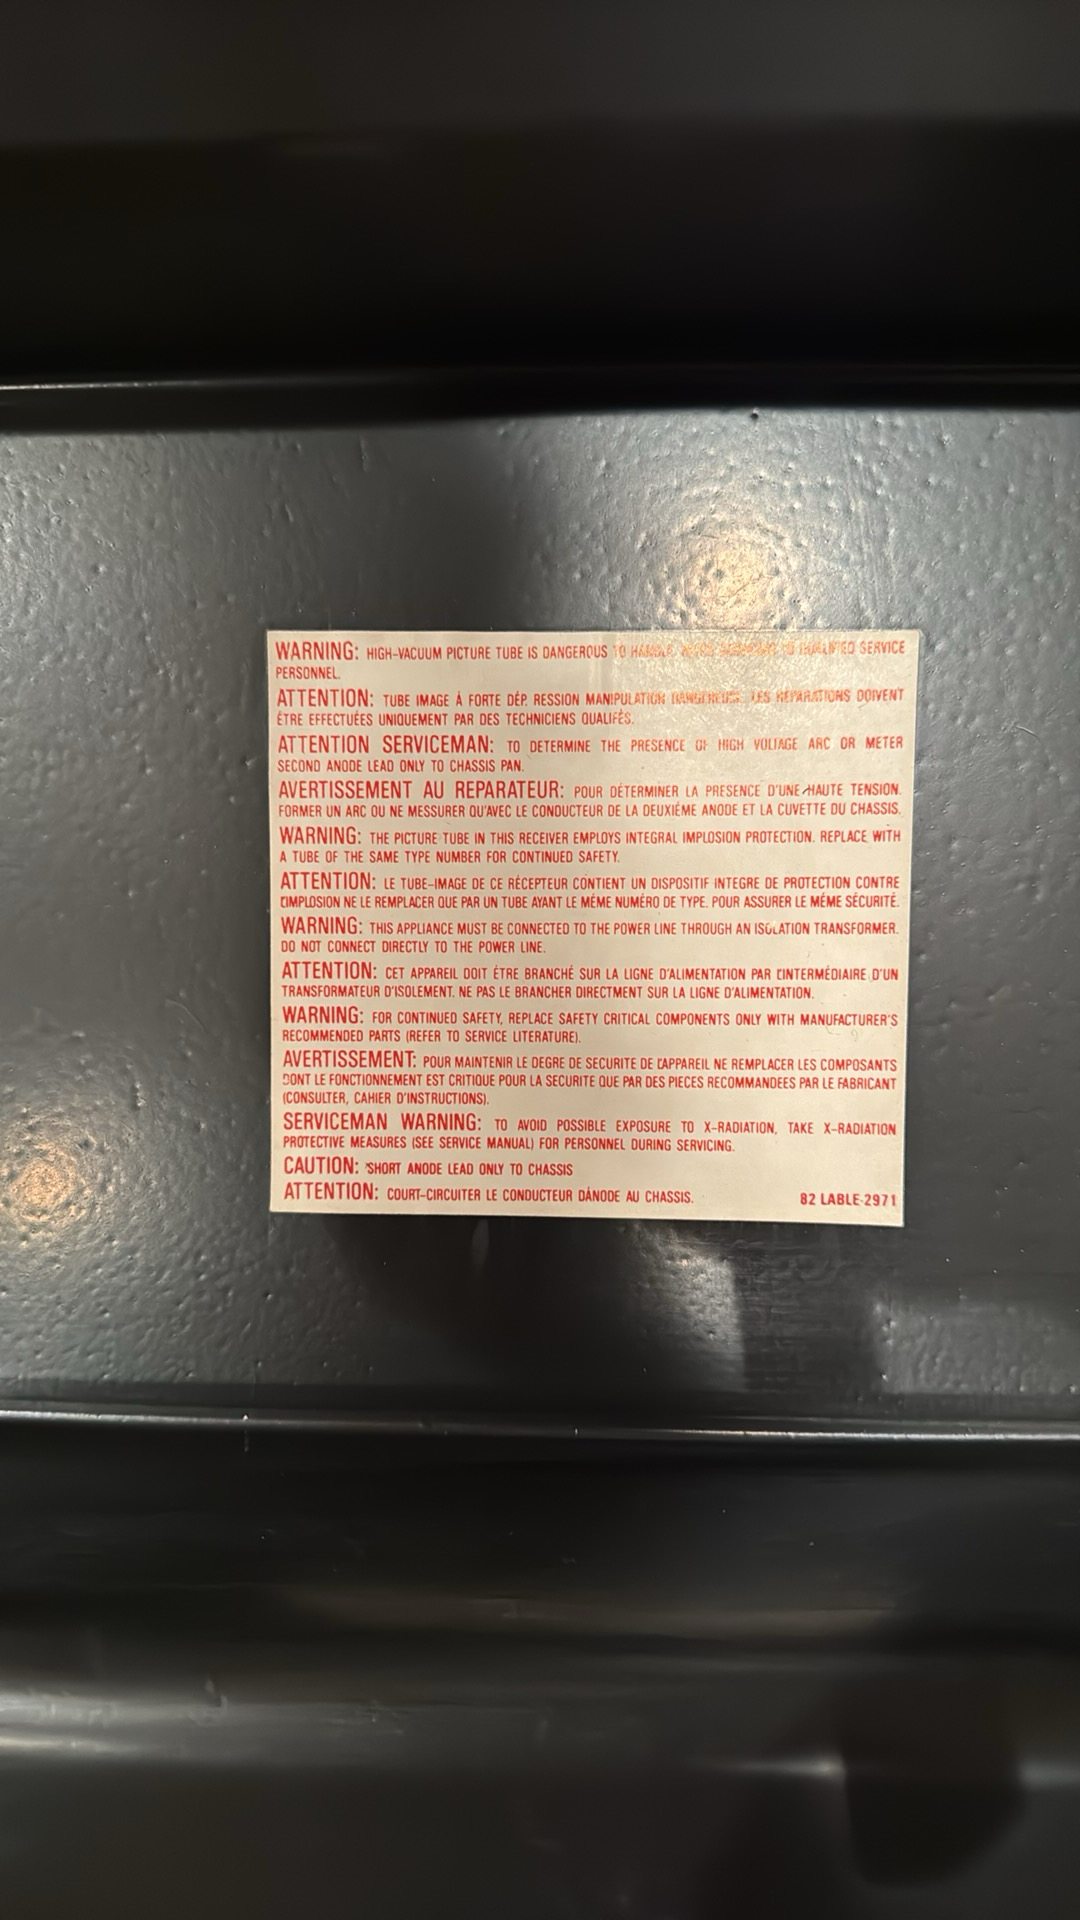 WARNING: HIGH-VACUUM PICTURE TUBE IS DANGEROUS TO HANDLE. SERVICE
PERSONNEL.
ATTENTION: TUBE IMAGE À FORTE DÉP. RESSION MANIPULATION DANGEREUSE. LES RÉPARATIONS DOIVENT
ÊTRE EFFECTUÉES UNIQUEMENT PAR DES TECHNICIENS QUALIFÉS.
ATTENTION SERVICEMAN: TO DETERMINE THE PRESENCE OF HIGH VOLTAGE ARC OR METER
SECOND ANODE LEAD ONLY TO CHASSIS PAN.
AVERTISSEMENT AU REPARATEUR: POUR DÉTERMINER LA PRESENCE D'UNE HAUTE TENSION.
FORMER UN ARC OU NE MESSURER QU'AVEC LE CONDUCTEUR DE LA DEUXIÉME ANODE ET LA CUVETTE DU CHASSIS.
WARNING: THE PICTURE TUBE IN THIS RECEIVER EMPLOYS INTEGRAL IMPLOSION PROTECTION. REPLACE WITH
A TUBE OF THE SAME TYPE NUMBER FOR CONTINUED SAFETY.
ATTENTION: LE TUBE-IMAGE DE CE RÉCEPTEUR CONTIENT UN DISPOSITIF INTEGRE DE PROTECTION CONTRE
L'IMPLOSION NE LE REMPLACER QUE PAR UN TUBE AYANT LE MÉME NUMÉRO DE TYPE. POUR ASSURER LE MÉME SÉCURITÉ.
WARNING: THIS APPLIANCE MUST BE CONNECTED TO THE POWER LINE THROUGH AN ISOLATION TRANSFORMER.
DO NOT CONNECT DIRECTLY TO THE POWER LINE.
ATTENTION: CET APPAREIL DOIT ÉTRE BRANCHÉ SUR LA LIGNE D'ALIMENTATION PAR L'INTERMÉDIAIRE D'UN
TRANSFORMATEUR D'ISOLEMENT. NE PAS LE BRANCHER DIRECTMENT SUR LA LIGNE D'ALIMENTATION.
WARNING: FOR CONTINUED SAFETY, REPLACE SAFETY CRITICAL COMPONENTS ONLY WITH MANUFACTURER'S
RECOMMENDED PARTS (REFER TO SERVICE LITERATURE).
AVERTISSEMENT: POUR MAINTENIR LE DEGRE DE SECURITE DE L'APPAREIL NE REMPLACER LES COMPOSANTS
DONT LE FONCTIONNEMENT EST CRITIQUE POUR LA SECURITE QUE PAR DES PIECES RECOMMANDEES PAR LE FABRICANT
(CONSULTER, CAHIER D'INSTRUCTIONS).
SERVICEMAN WARNING: TO AVOID POSSIBLE EXPOSURE TO X-RADIATION, TAKE X-RADIATION
PROTECTIVE MEASURES (SEE SERVICE MANUAL) FOR PERSONNEL DURING SERVICING.
CAUTION: SHORT ANODE LEAD ONLY TO CHASSIS
ATTENTION: COURT-CIRCUITER LE CONDUCTEUR DÁNODE AU CHASSIS. 82 LABLE-2971